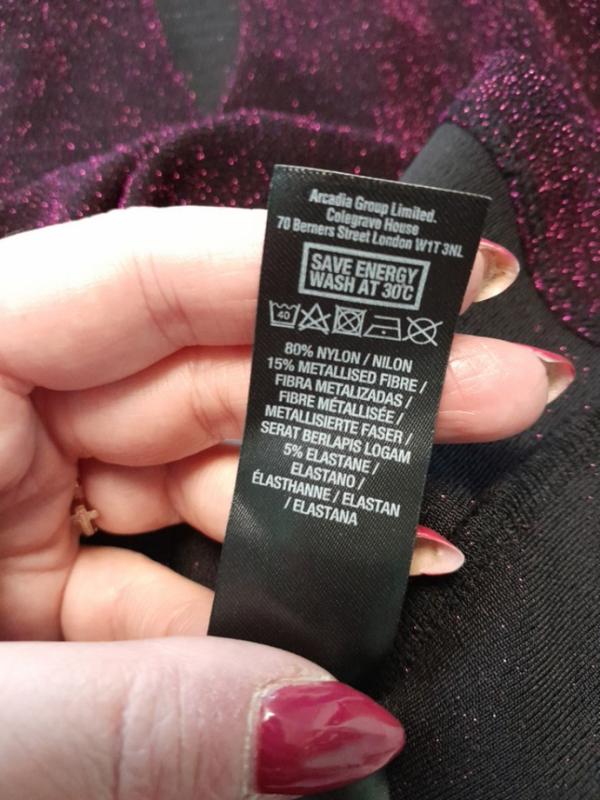 Arcadia Group Limited.
Colegrave House
70 Berners Street London W1T 3NL
SAVE ENERGY
WASH AT 30°C
40
80% NYLON / NILON
15% METALLISED FIBRE /
FIBRA METALIZADAS /
FIBRE MÉTALLISÉE /
METALLISIERTE FASER /
SERAT BERLAPIS LOGAM
5% ELASTANE /
ELASTANO /
ÉLASTHANNE / ELASTAN
/ ELASTANA